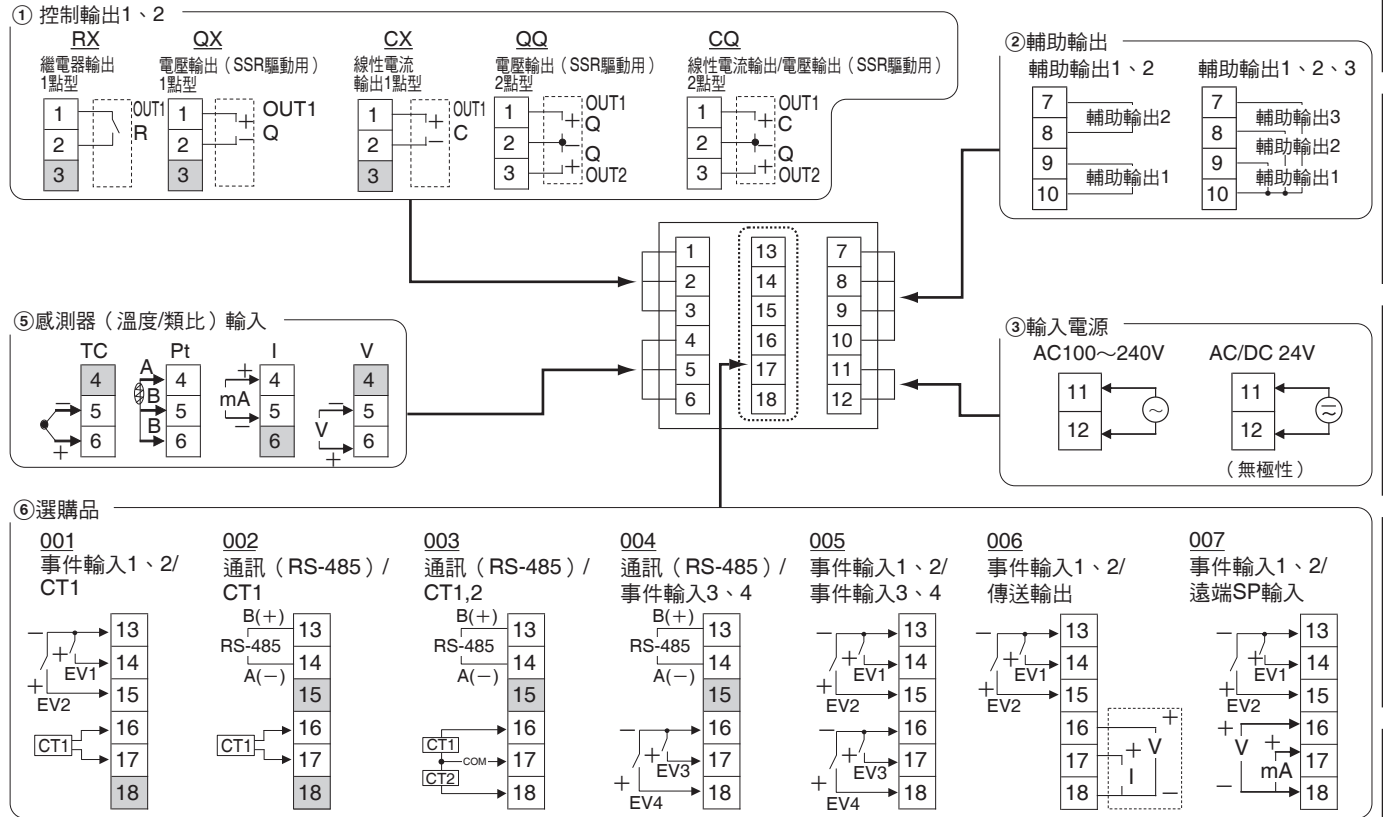 ① 控制輸出1、2
RX
繼電器輸出
1點型
1
2
3
OUT1
R
QX
電壓輸出（SSR驅動用）
1點型
1
2
3
+
−
OUT1
Q
CX
線性電流
輸出1點型
1
2
3
+
−
OUT1
C
QQ
電壓輸出（SSR驅動用）
2點型
1
2
3
OUT1
+
Q
−
Q
+
OUT2
CQ
線性電流輸出/電壓輸出（SSR驅動用）
2點型
1
2
3
OUT1
+
C
−
Q
+
OUT2
②輔助輸出
輔助輸出1、2
7
8
9
10
輔助輸出2
輔助輸出1
輔助輸出1、2、3
7
8
9
10
輔助輸出3
輔助輸出2
輔助輸出1
1
2
3
4
5
6
13
14
15
16
17
18
7
8
9
10
11
12
⑤感測器（溫度/類比）輸入
TC
4
5
6
−
+
Pt
A
B
B
4
5
6
I
+
mA
−
4
5
6
V
4
5
6
−
V
+
③輸入電源
AC100～240V
11
12
AC/DC 24V
11
12
（無極性）
⑥選購品
001
事件輸入1、2/
CT1
−
+
EV1
+
EV2
CT1
13
14
15
16
17
18
002
通訊（RS-485）/
CT1
B(+)
RS-485
A(−)
CT1
13
14
15
16
17
18
003
通訊（RS-485）/
CT1,2
B(+)
RS-485
A(−)
CT1
COM
CT2
13
14
15
16
17
18
004
通訊（RS-485）/
事件輸入3、4
B(+)
RS-485
A(−)
−
+
EV3
+
EV4
13
14
15
16
17
18
005
事件輸入1、2/
事件輸入3、4
−
+
EV1
+
EV2
−
+
EV3
+
EV4
13
14
15
16
17
18
006
事件輸入1、2/
傳送輸出
−
+
EV1
+
EV2
13
14
15
16
17
18
+
+
V
I
−
−
007
事件輸入1、2/
遠端SP輸入
−
+
EV1
+
EV2
+
V
+
mA
−
13
14
15
16
17
18